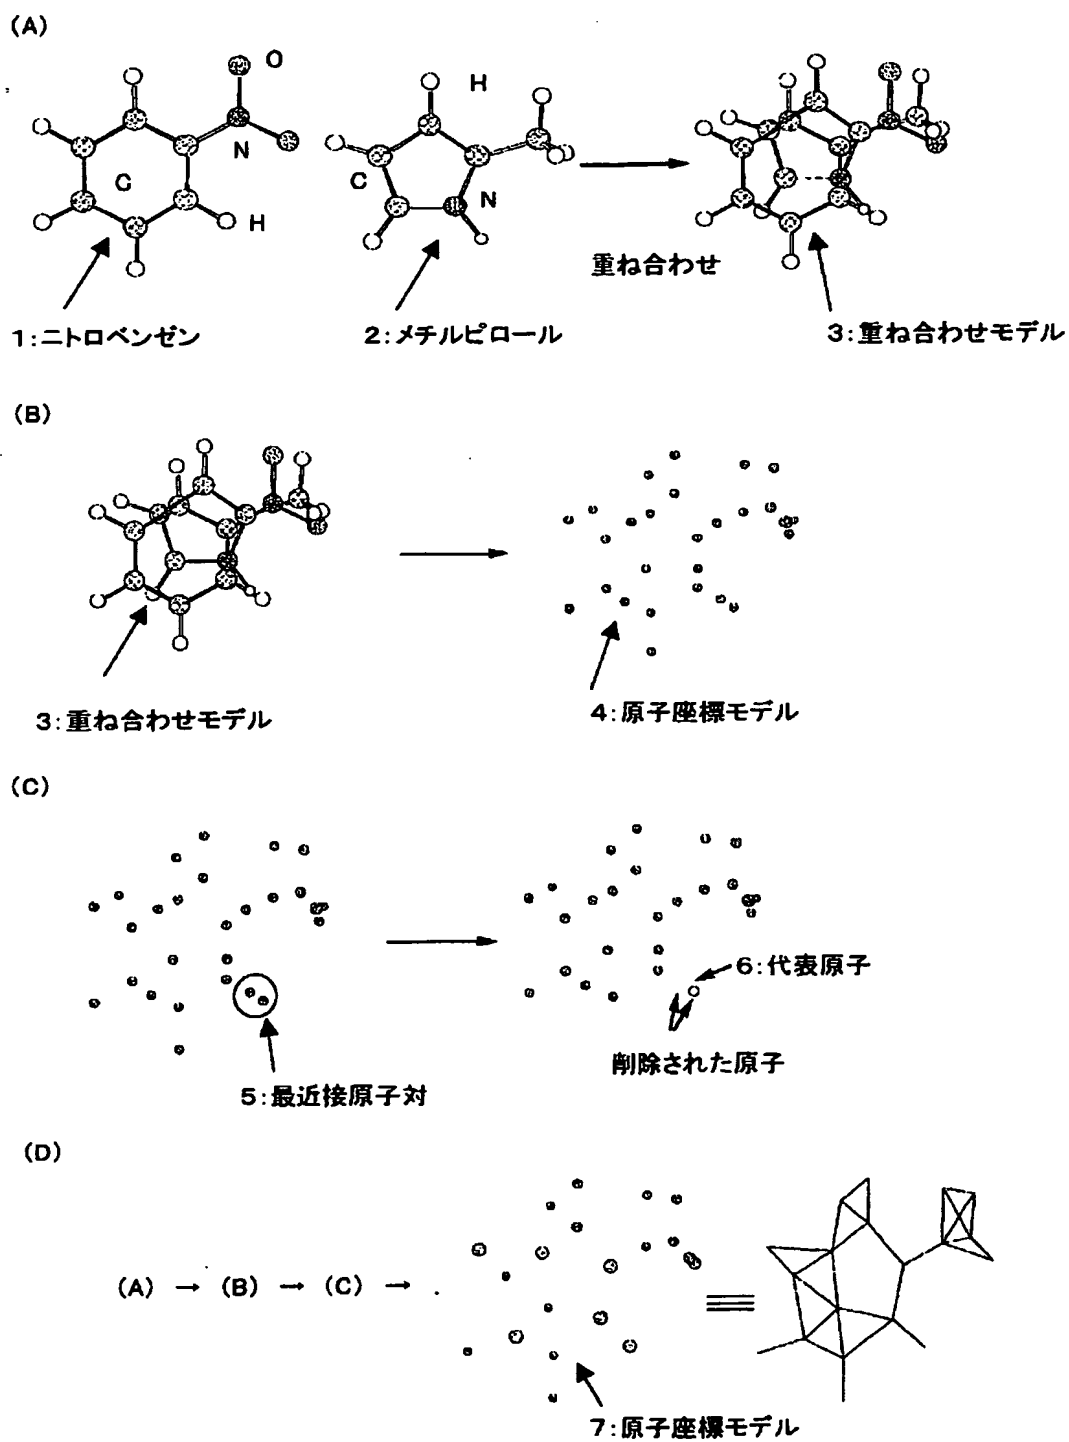 (A)
O
H
N
C
C
N
H
重ね合わせ
1:ニトロベンゼン
2:メチルピロール
3:重ね合わせモデル
(B)
3:重ね合わせモデル
4:原子座標モデル
(C)
6:代表原子
削除された原子
5:最近接原子対
(D)
(A) → (B) → (C) →
7:原子座標モデル